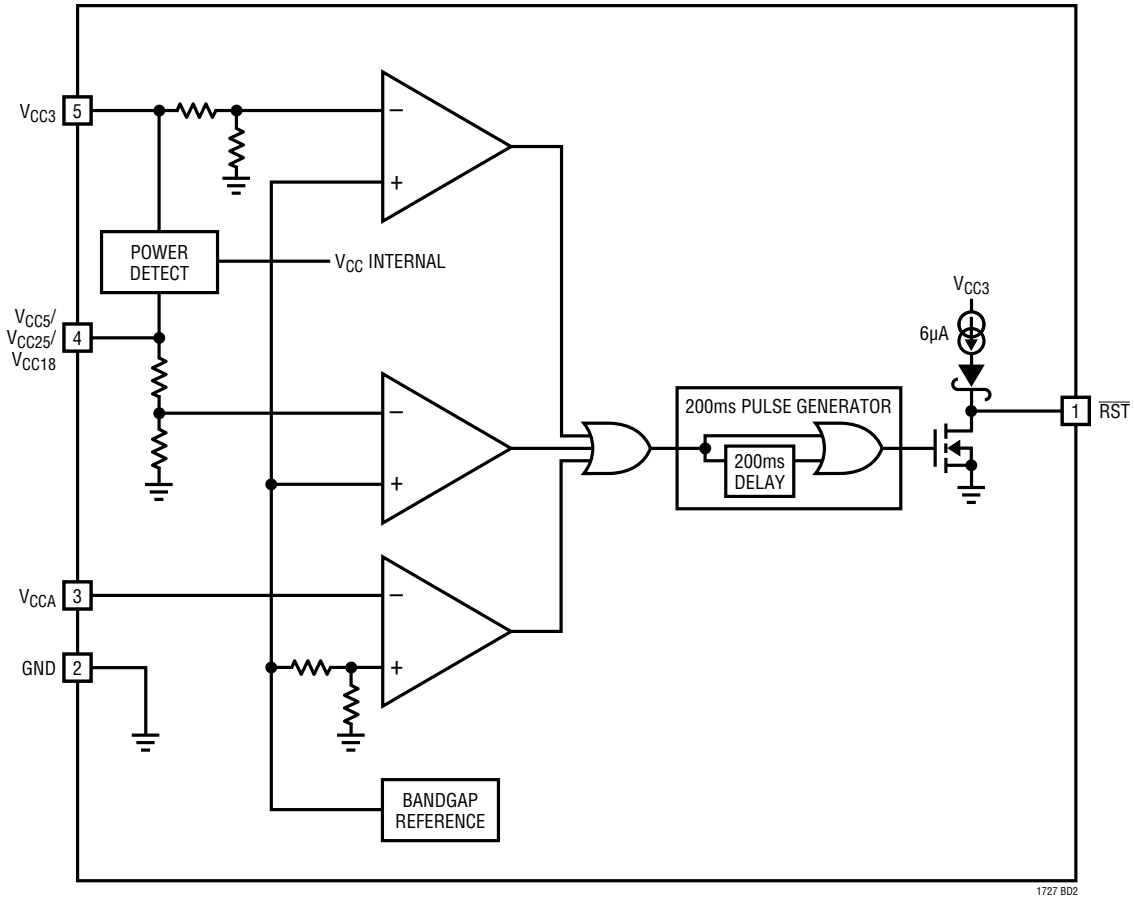 VCC3
5
−
+
POWER
DETECT
VCC INTERNAL
VCC5/
VCC25/
VCC18
4
−
+
VCCA
3
−
+
GND
2
BANDGAP
REFERENCE
200ms PULSE GENERATOR
200ms
DELAY
VCC3
6µA
1
RST
1727 BD2